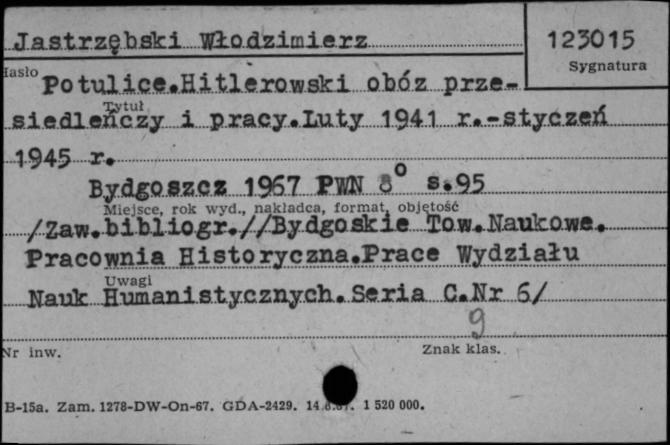 Jastrzębski Włodzimierz
123015
Hasło
Sygnatura
Potulice.Hitlerowski obóz prze-
Tytuł
siedleńczy i pracy.Luty 1941 r.-styczeń
1945 r.
Bydgoszcz 1967 PWN 8° s.95
Miejsce, rok wyd., nakładca, format, objętość
/Zaw.bibliogr.//Bydgoskie Tow.Naukowe.
Pracownia Historyczna.Prace Wydziału
Uwagi
Nauk Humanistycznych.Seria C.Nr 6/
9
Nr inw.
Znak klas.
B-15a. Zam. 1278-DW-On-67. GDA-2429. 1 520 000.